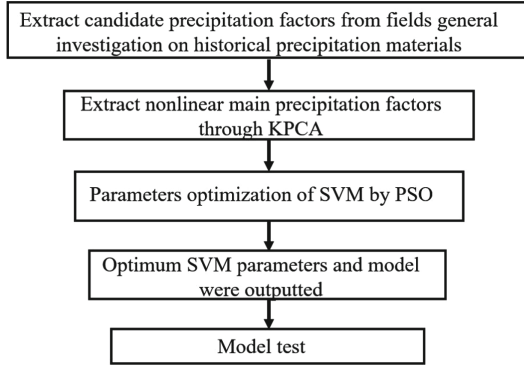 Extract candidate precipitation factors from fields general
investigation on historical precipitation materials
Extract nonlinear main precipitation factors
through KPCA
Parameters optimization of SVM by PSO
Optimum SVM parameters and model
were outputted
Model test